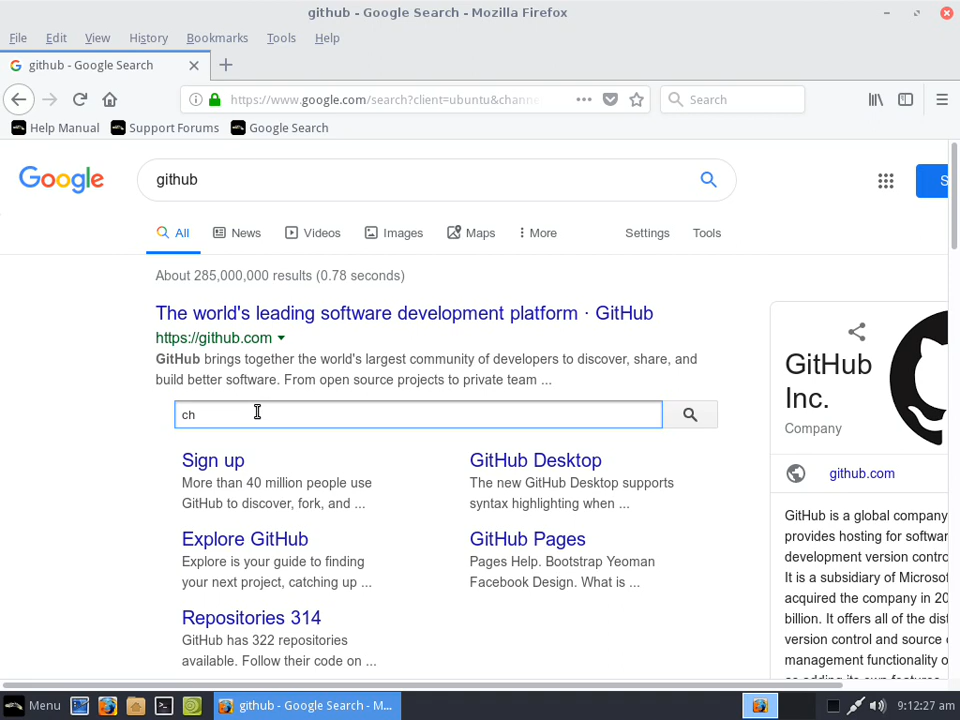 github - Google Search - Mozilla Firefox
File Edit View History Bookmarks Tools Help
github - Google Search
https://www.google.com/search?client=ubuntu&channe
Search
Help Manual Support Forums Google Search
Google
github
S
All News Videos Images Maps More Settings Tools
About 285,000,000 results (0.78 seconds)
The world's leading software development platform · GitHub
https://github.com
GitHub brings together the world's largest community of developers to discover, share, and
build better software. From open source projects to private team ...
ch
Sign up
More than 40 million people use
GitHub to discover, fork, and ...
GitHub Desktop
The new GitHub Desktop supports
syntax highlighting when ...
Explore GitHub
Explore is your guide to finding
your next project, catching up ...
GitHub Pages
Pages Help. Bootstrap Yeoman
Facebook Design. What is ...
Repositories 314
GitHub has 322 repositories
available. Follow their code on ...
GitHub
Inc.
Company
github.com
GitHub is a global company
provides hosting for softwar
development version contro
It is a subsidiary of Microsof
acquired the company in 20
billion. It offers all of the dist
version control and source c
management functionality o
Menu github - Google Search - M... 9:12:27 am